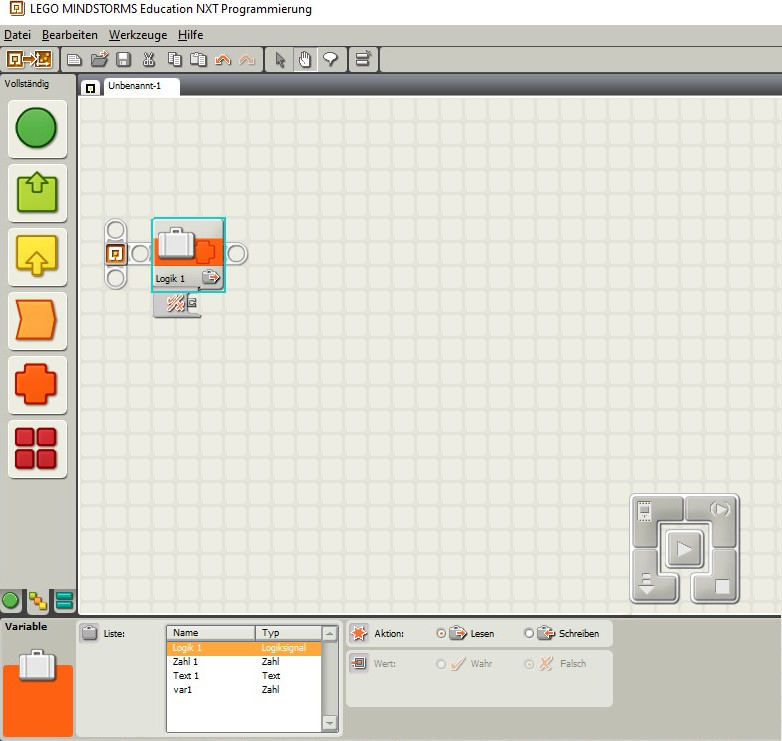 LEGO MINDSTORMS Education NXT Programmierung
Datei Bearbeiten Werkzeuge Hilfe
Vollständig
Unbenannt-1
Logik 1
Variable
Liste:
Name Typ
Logik 1 Logiksignal
Zahl 1 Zahl
Text 1 Text
var1 Zahl
Aktion: Lesen Schreiben
Wert: Wahr Falsch